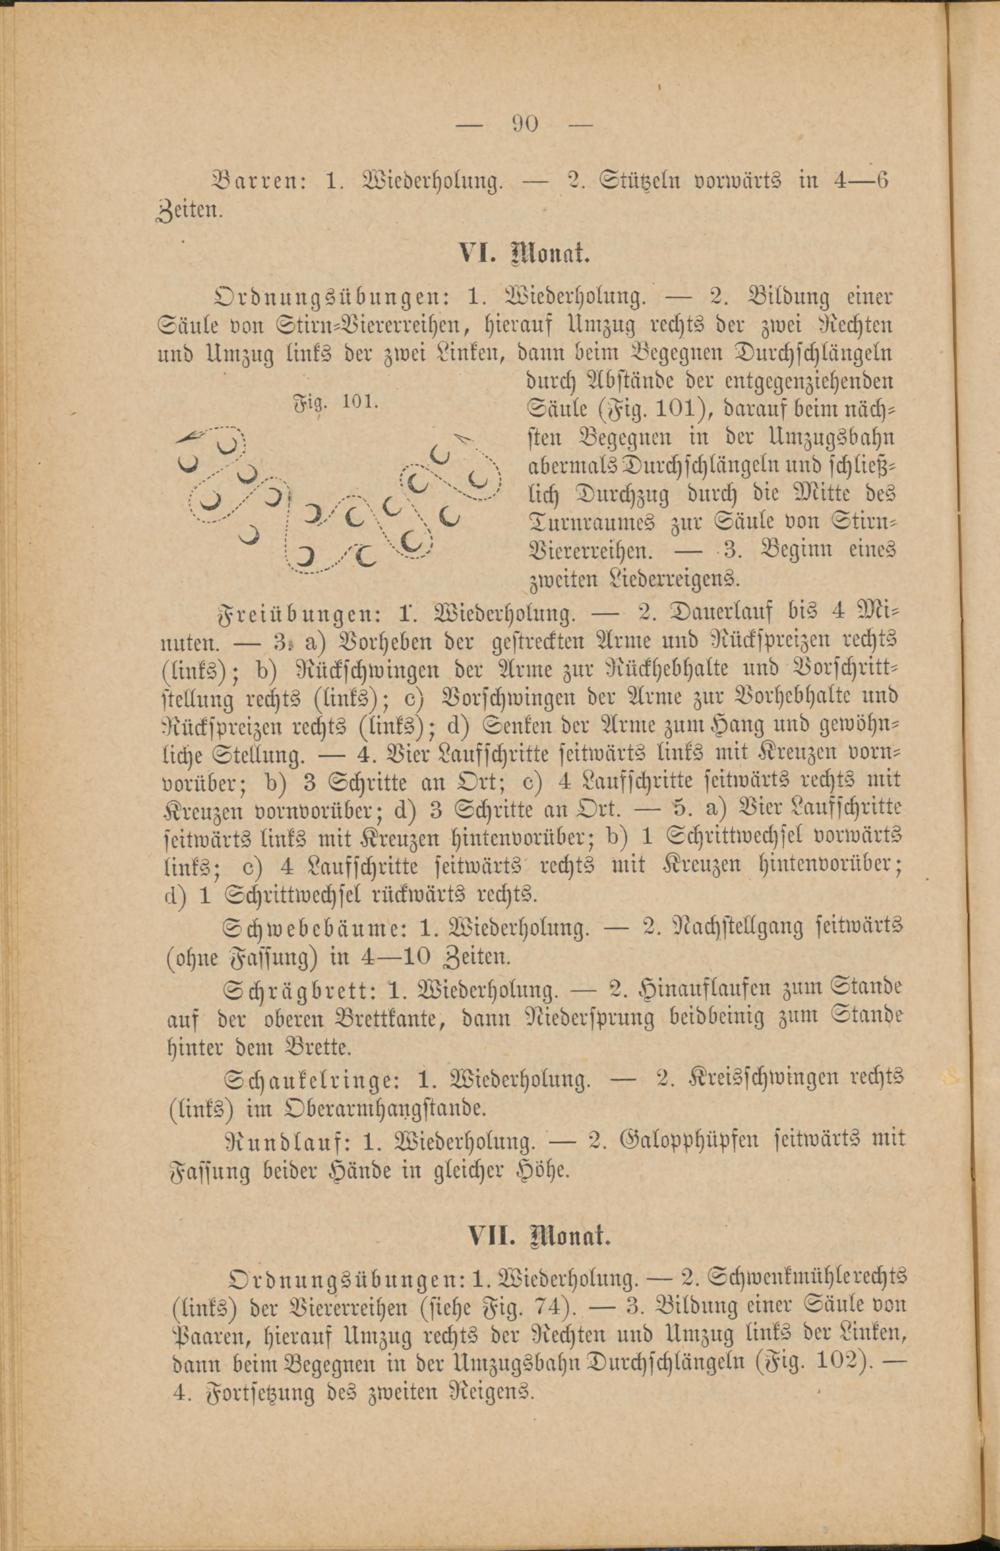 — 90 —
Barren: 1. Wiederholung. — 2. Stützeln vorwärts in 4—6
Zeiten.
VI. Monat.
Ordnungsübungen: 1. Wiederholung. — 2. Bildung einer
Säule von Stirn-Viererreihen, hierauf Umzug rechts der zwei Rechten
und Umzug links der zwei Linken, dann beim Begegnen Durchschlängeln
durch Abstände der entgegenziehenden
Säule (Fig. 101), darauf beim näch-
sten Begegnen in der Umzugsbahn
abermals Durchschlängeln und schließ-
lich Durchzug durch die Mitte des
Turnraumes zur Säule von Stirn-
Viererreihen. — 3. Beginn eines
zweiten Liederreigens.
Fig. 101.
Freiübungen: 1. Wiederholung. — 2. Dauerlauf bis 4 Mi-
nuten. — 3. a) Vorheben der gestreckten Arme und Rückspreizen rechts
(links); b) Rückschwingen der Arme zur Rückhebhalte und Vorschritt-
stellung rechts (links); c) Vorschwingen der Arme zur Vorhebhalte und
Rückspreizen rechts (links); d) Senken der Arme zum Hang und gewöhn-
liche Stellung. — 4. Vier Laufschritte seitwärts links mit Kreuzen vorn-
vorüber; b) 3 Schritte an Ort; c) 4 Laufschritte seitwärts rechts mit
Kreuzen vornvorüber; d) 3 Schritte an Ort. — 5. a) Vier Laufschritte
seitwärts links mit Kreuzen hintenvorüber; b) 1 Schrittwechsel vorwärts
links; c) 4 Laufschritte seitwärts rechts mit Kreuzen hintenvorüber;
d) 1 Schrittwechsel rückwärts rechts.
Schwebebäume: 1. Wiederholung. — 2. Nachstellgang seitwärts
(ohne Fassung) in 4—10 Zeiten.
Schrägbrett: 1. Wiederholung. — 2. Hinauflaufen zum Stande
auf der oberen Brettkante, dann Niedersprung beidbeinig zum Stande
hinter dem Brette.
Schaukelringe: 1. Wiederholung. — 2. Kreisschwingen rechts
(links) im Oberarmhangstande.
Rundlauf: 1. Wiederholung. — 2. Galopphüpfen seitwärts mit
Fassung beider Hände in gleicher Höhe.
VII. Monat.
Ordnungsübungen: 1. Wiederholung. — 2. Schwenkmühle rechts
(links) der Viererreihen (siehe Fig. 74). — 3. Bildung einer Säule von
Paaren, hierauf Umzug rechts der Rechten und Umzug links der Linken,
dann beim Begegnen in der Umzugsbahn Durchschlängeln (Fig. 102). —
4. Fortsetzung des zweiten Reigens.